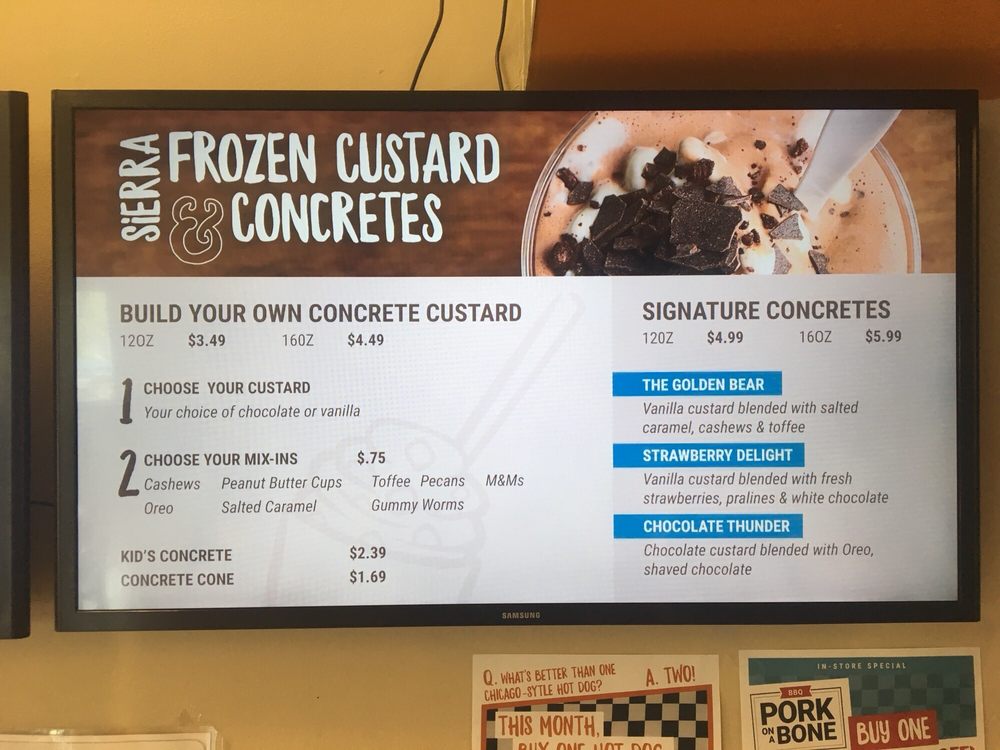 SIERRA
FROZEN CUSTARD
& CONCRETES
BUILD YOUR OWN CONCRETE CUSTARD
12OZ $3.49 16OZ $4.49
1 CHOOSE YOUR CUSTARD
Your choice of chocolate or vanilla
2 CHOOSE YOUR MIX-INS $.75
Cashews Peanut Butter Cups Toffee Pecans M&Ms
Oreo Salted Caramel Gummy Worms
KID'S CONCRETE $2.39
CONCRETE CONE $1.69
SIGNATURE CONCRETES
12OZ $4.99 16OZ $5.99
THE GOLDEN BEAR
Vanilla custard blended with salted
caramel, cashews & toffee
STRAWBERRY DELIGHT
Vanilla custard blended with fresh
strawberries, pralines & white chocolate
CHOCOLATE THUNDER
Chocolate custard blended with Oreo,
shaved chocolate
SAMSUNG
Q. WHAT'S BETTER THAN ONE
CHICAGO-SYTLE HOT DOG?
A. TWO!
THIS MONTH,
BUY ONE HOT DOG
IN-STORE SPECIAL
BBQ
PORK
ON A BONE
BUY ONE